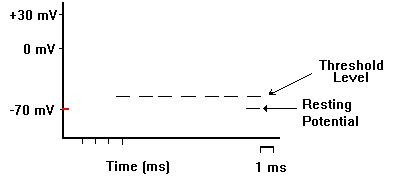 +30 mV
0 mV
Threshold
Level
Resting
Potential
-70 mV
Time (ms)
1 ms